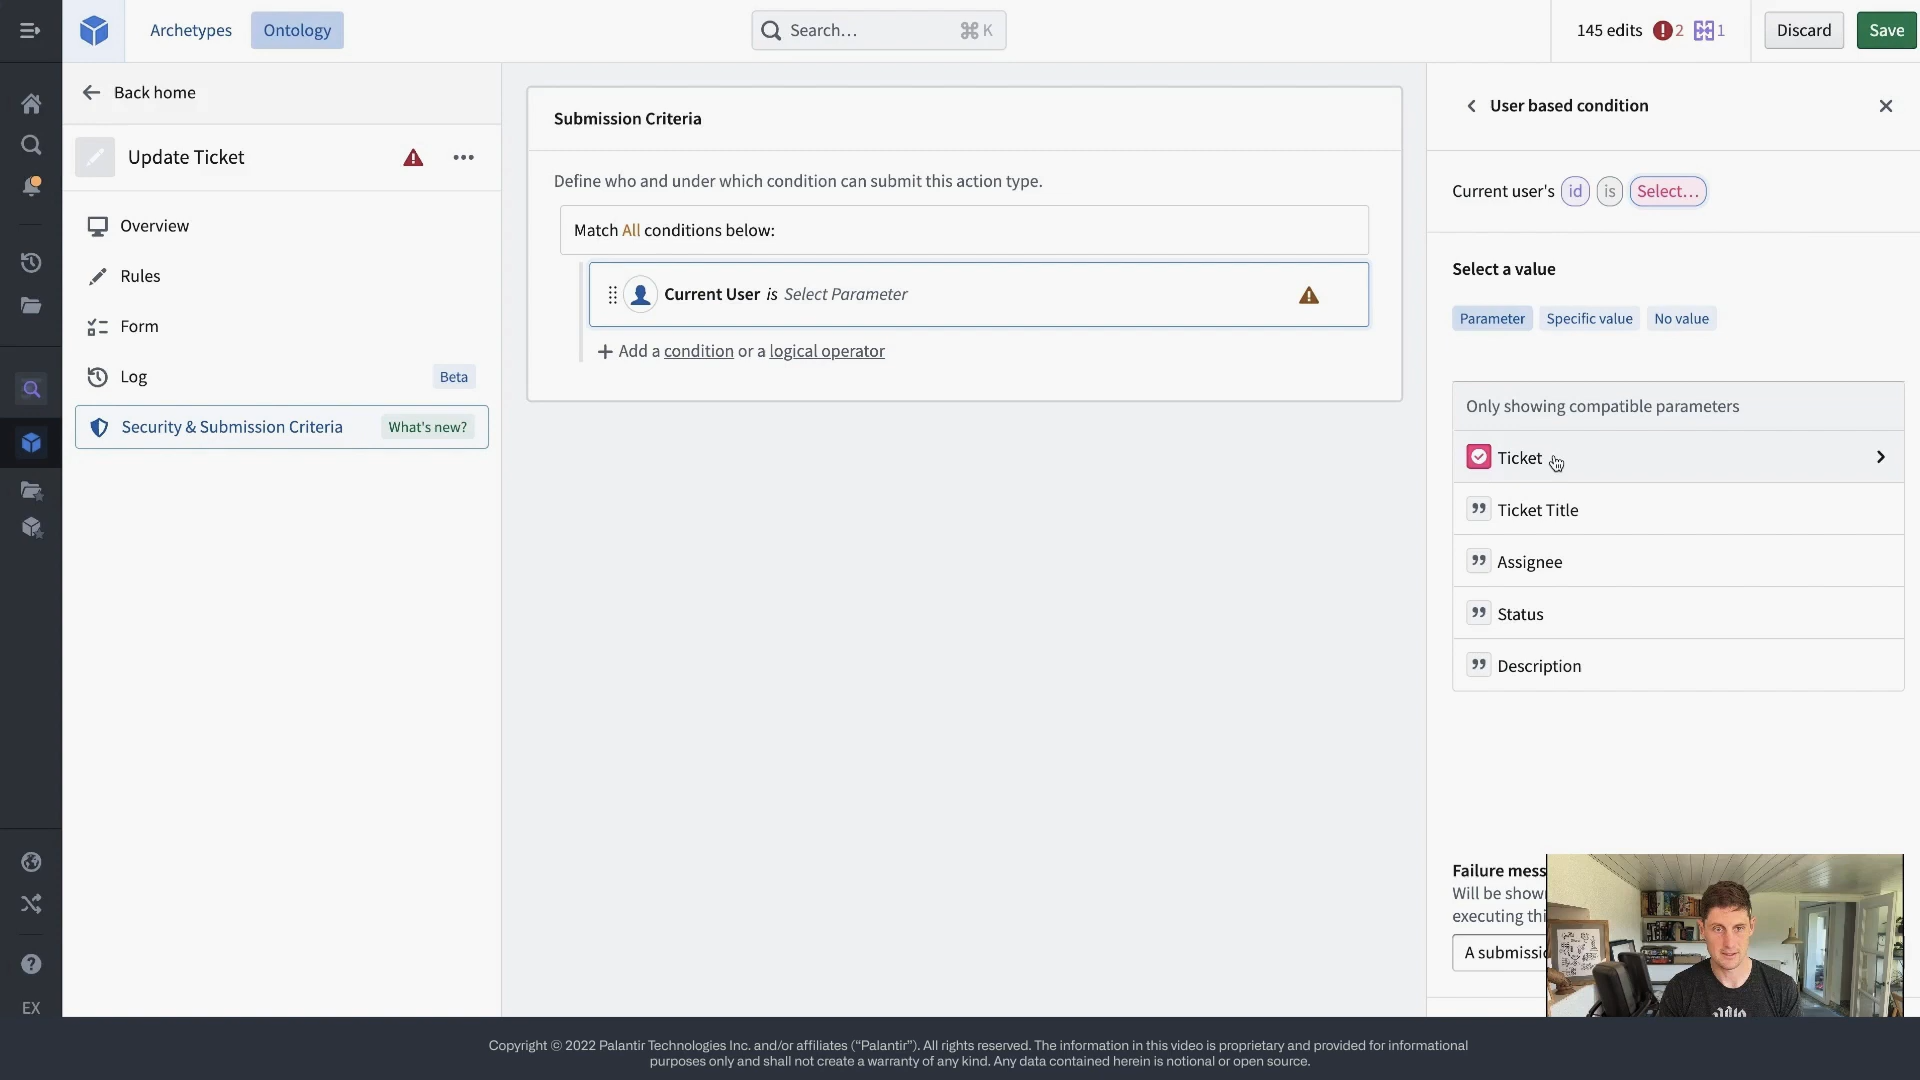 Archetypes
Ontology
Search...
⌘ K
145 edits
2
1
Discard
Save
Back home
Update Ticket
Overview
Rules
Form
Log
Beta
Security & Submission Criteria
What's new?
EX
Submission Criteria
Define who and under which condition can submit this action type.
Match All conditions below:
Current User is Select Parameter
+ Add a condition or a logical operator
User based condition
Current user's id is Select...
Select a value
Parameter
Specific value
No value
Only showing compatible parameters
Ticket
Ticket Title
Assignee
Status
Description
Failure mess
Will be show
executing thi
A submissio
Copyright © 2022 Palantir Technologies Inc. and/or affiliates (“Palantir”). All rights reserved. The information in this video is proprietary and provided for informational
purposes only and shall not create a warranty of any kind. Any data contained herein is notional or open source.